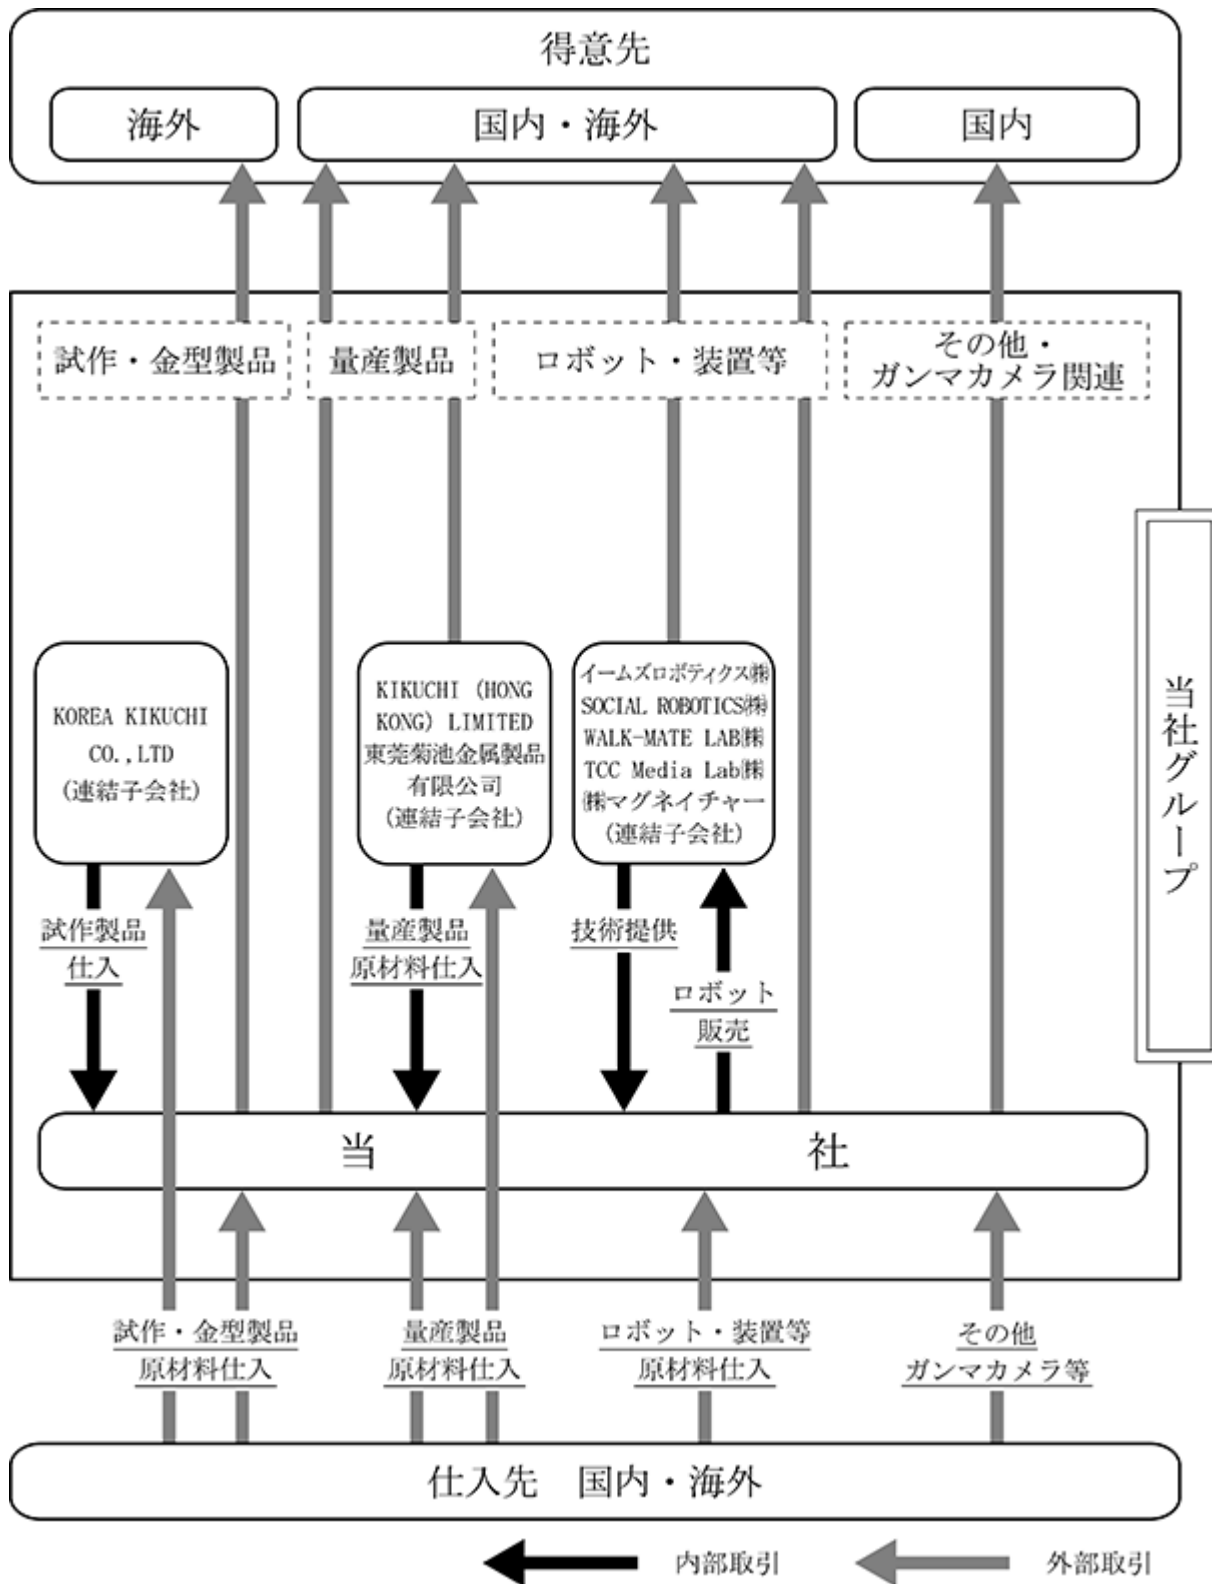 得意先
海外
国内・海外
国内
試作・金型製品
量産製品
ロボット・装置等
その他・
ガンマカメラ関連
KOREA KIKUCHI
CO.,LTD
(連結子会社)
KIKUCHI (HONG
KONG) LIMITED
東莞菊池金属製品
有限公司
(連結子会社)
イームズロボティクス㈱
SOCIAL ROBOTICS㈱
WALK-MATE LAB㈱
TCC Media Lab㈱
㈱マグネイチャー
(連結子会社)
当社グループ
試作製品
仕入
量産製品
原材料仕入
技術提供
ロボット
販売
当社
試作・金型製品
原材料仕入
量産製品
原材料仕入
ロボット・装置等
原材料仕入
その他
ガンマカメラ等
仕入先 国内・海外
内部取引
外部取引